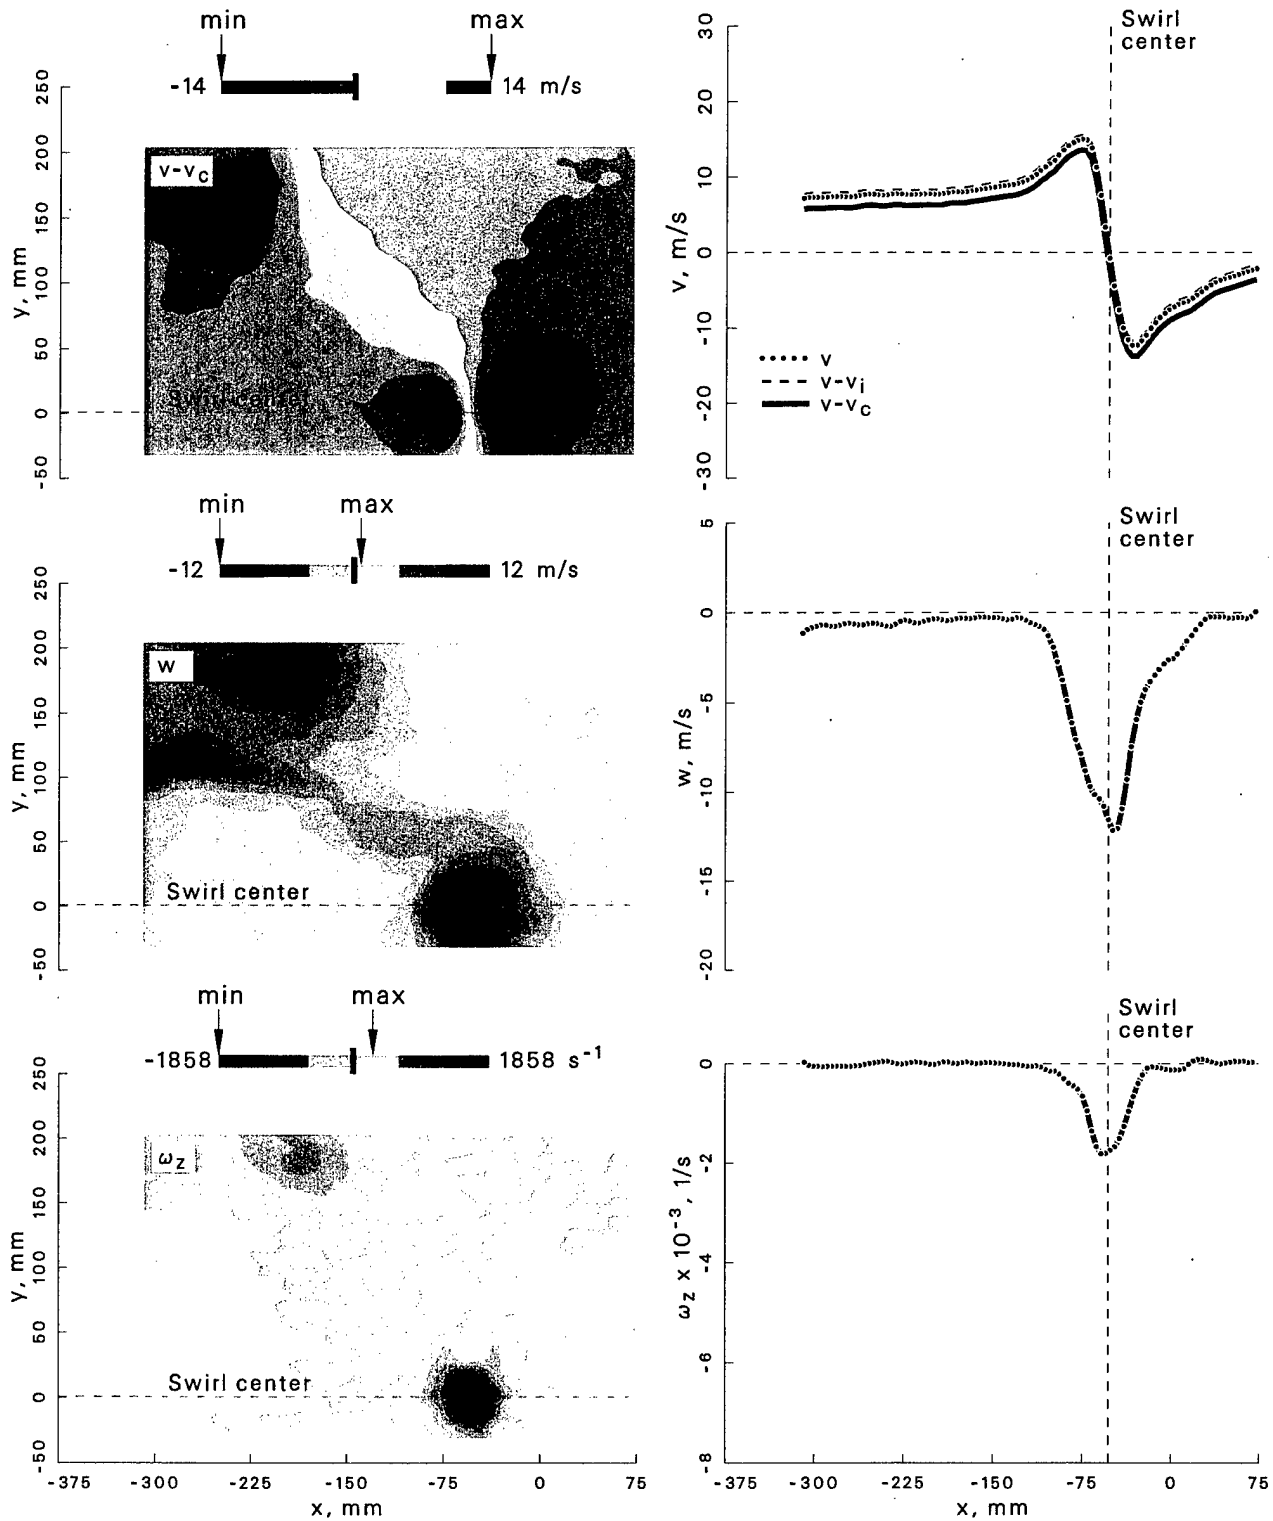 min max
-14 14 m/s
250
200
150
100
50
0
-50
y, mm
v-vc
Swirl center
30
20
10
0
-10
-20
-30
v, m/s
Swirl
center
v
v-vi
v-vc
min max
-12 12 m/s
250
200
150
100
50
0
-50
y, mm
w
Swirl center
5
0
-5
-10
-15
-20
w, m/s
Swirl
center
min max
-1858 1858 s-1
250
200
150
100
50
0
-50
y, mm
ωz
Swirl center
-375 -300 -225 -150 -75 0 75
x, mm
0
-2
-4
-6
-8
ωz x 10-3, 1/s
Swirl
center
-375 -300 -225 -150 -75 0 75
x, mm